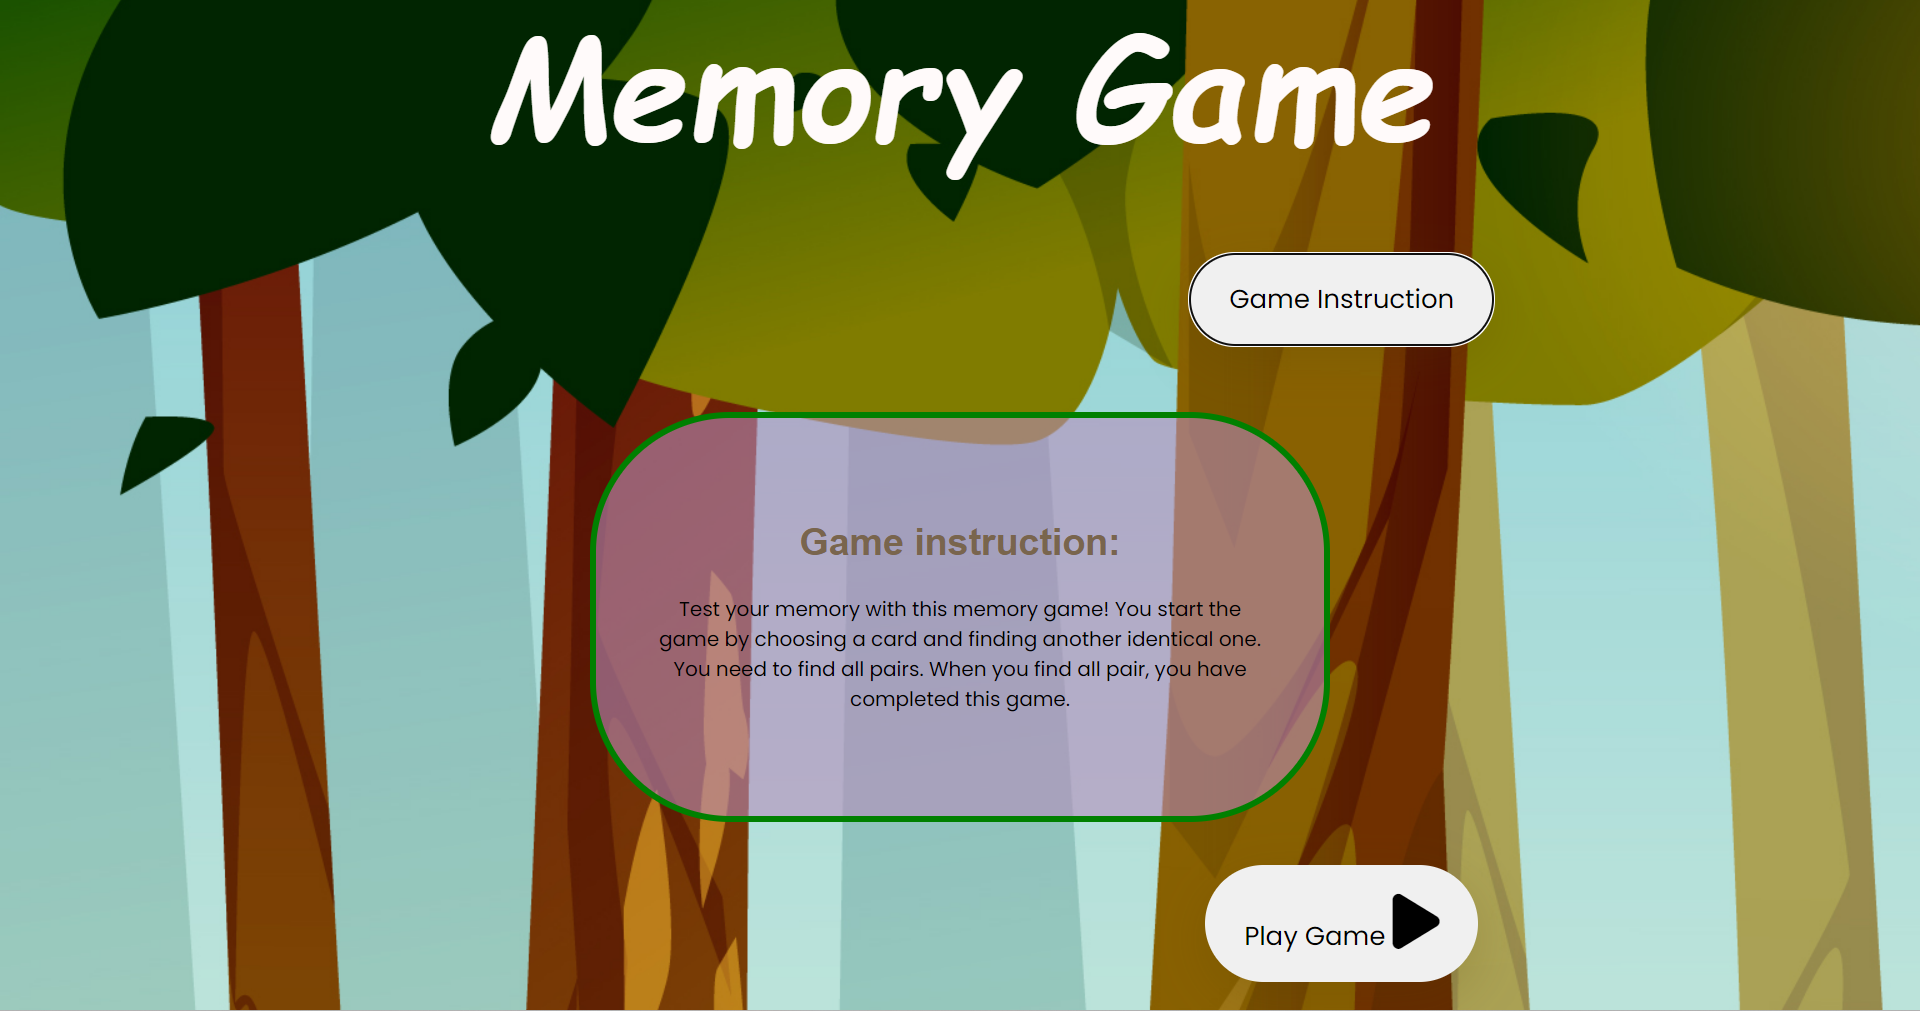 Memory Game
Game Instruction
Game instruction:
Test your memory with this memory game! You start the
game by choosing a card and finding another identical one.
You need to find all pairs. When you find all pair, you have
completed this game.
Play Game